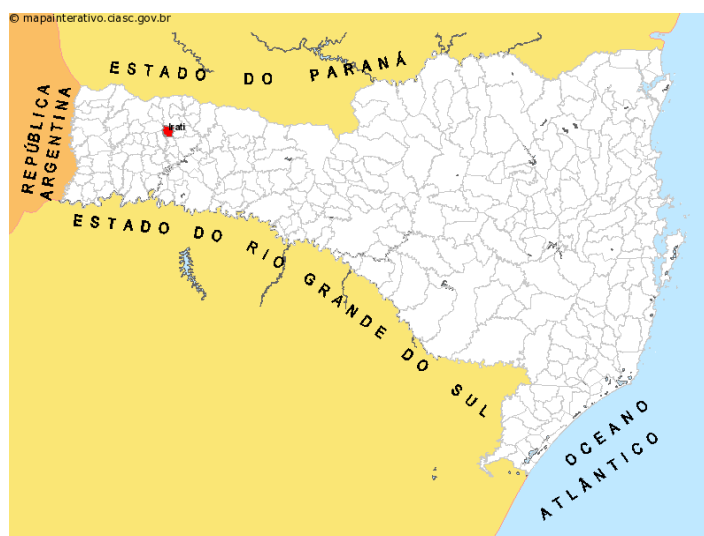 © mapainterativo.ciasc.gov.br
ESTADO DO PARANÁ
REPÚBLICA
ARGENTINA
Irati
ESTADO DO RIO GRANDE DO SUL
OCEANO
ATLÂNTICO